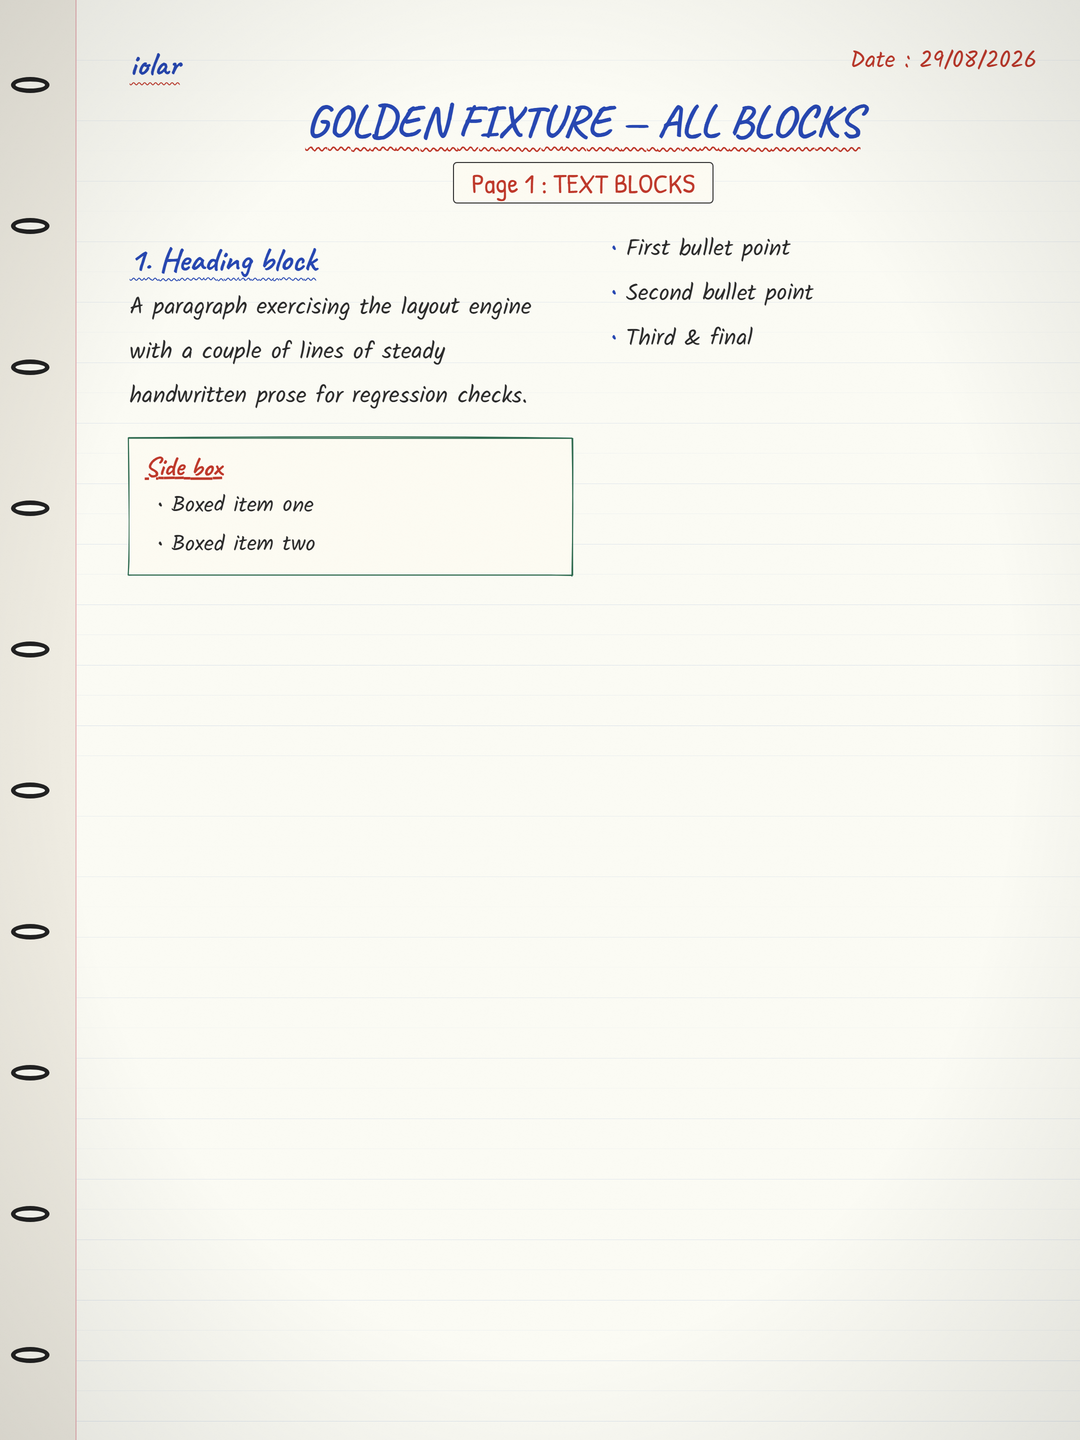 iolar
Date : 29/08/2026
GOLDEN FIXTURE – ALL BLOCKS
Page 1 : TEXT BLOCKS
1. Heading block
A paragraph exercising the layout engine
with a couple of lines of steady
handwritten prose for regression checks.
Side box
· Boxed item one
· Boxed item two
· First bullet point
· Second bullet point
· Third & final